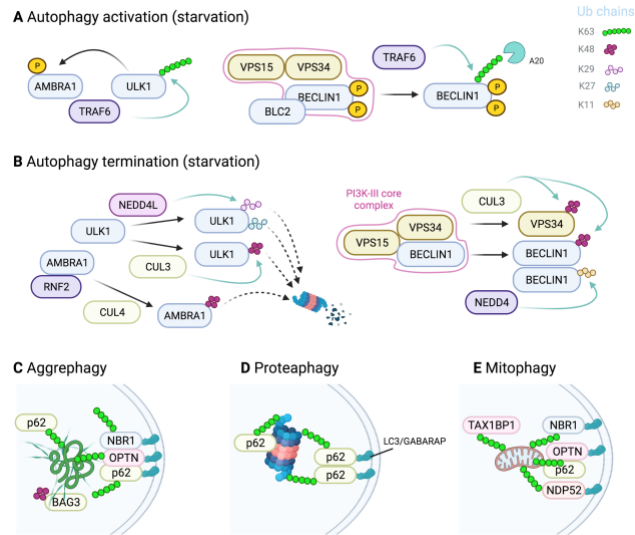 A Autophagy activation (starvation)
Ub chains
K63
K48
K29
K27
K11
P
AMBRA1
ULK1
TRAF6
VPS15
VPS34
BECLIN1
P
P
BLC2
TRAF6
A20
BECLIN1
P
P
B Autophagy termination (starvation)
NEDD4L
ULK1
ULK1
ULK1
CUL3
AMBRA1
RNF2
CUL4
AMBRA1
PI3K-III core
complex
VPS34
VPS15
BECLIN1
CUL3
VPS34
BECLIN1
BECLIN1
NEDD4
C Aggrephagy
p62
NBR1
OPTN
p62
BAG3
D Proteaphagy
p62
LC3/GABARAP
p62
p62
E Mitophagy
TAX1BP1
NBR1
OPTN
p62
NDP52